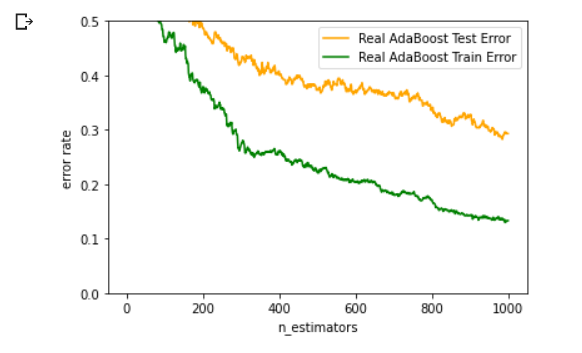 0.5
Real AdaBoost Test Error
Real AdaBoost Train Error
0.4
0.3
error rate
0.2
0.1
0.0
0 200 400 600 800 1000
n_estimators